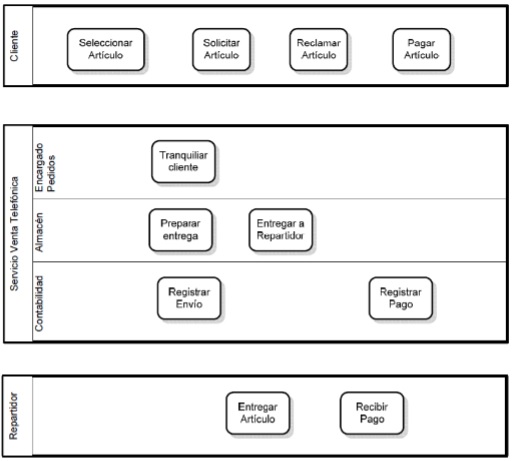 Cliente
Seleccionar
Artículo
Solicitar
Artículo
Reclamar
Artículo
Pagar
Artículo
Servicio Venta Telefónica
Encargado
Pedidos
Tranquiliar
cliente
Almacén
Preparar
entrega
Entregar a
Repartidor
Contabilidad
Registrar
Envío
Registrar
Pago
Repartidor
Entregar
Artículo
Recibir
Pago